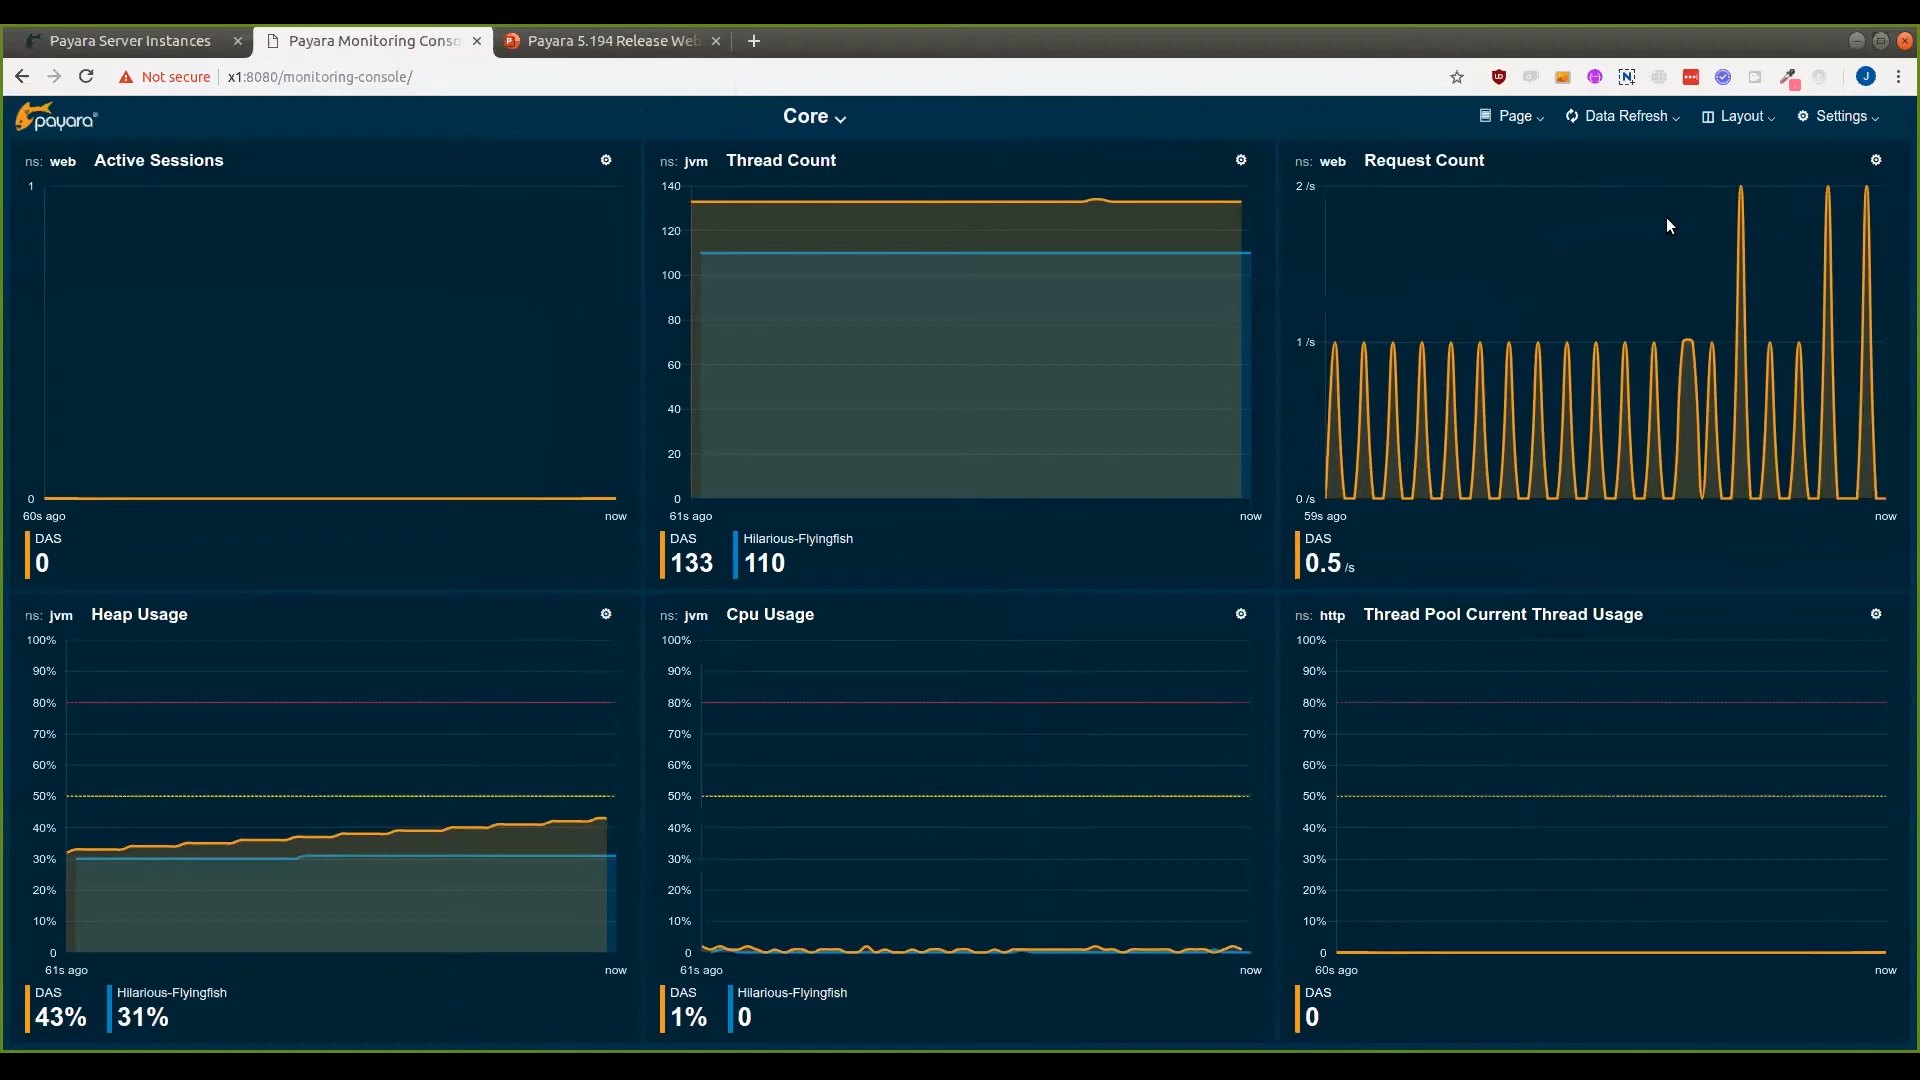 Payara Server Instances
Payara Monitoring Conso
Payara 5.194 Release Web
Not secure
x1:8080/monitoring-console/
J
payara®
Core
Page
Data Refresh
Layout
Settings
ns: web Active Sessions
1
0
60s ago
now
DAS
0
ns: jvm Thread Count
140
120
100
80
60
40
20
0
61s ago
now
DAS
133
Hilarious-Flyingfish
110
ns: web Request Count
2 /s
1 /s
0 /s
59s ago
now
DAS
0.5 /s
ns: jvm Heap Usage
100%
90%
80%
70%
60%
50%
40%
30%
20%
10%
0
61s ago
now
DAS
43%
Hilarious-Flyingfish
31%
ns: jvm Cpu Usage
100%
90%
80%
70%
60%
50%
40%
30%
20%
10%
0
61s ago
now
DAS
1%
Hilarious-Flyingfish
0
ns: http Thread Pool Current Thread Usage
100%
90%
80%
70%
60%
50%
40%
30%
20%
10%
0
60s ago
now
DAS
0